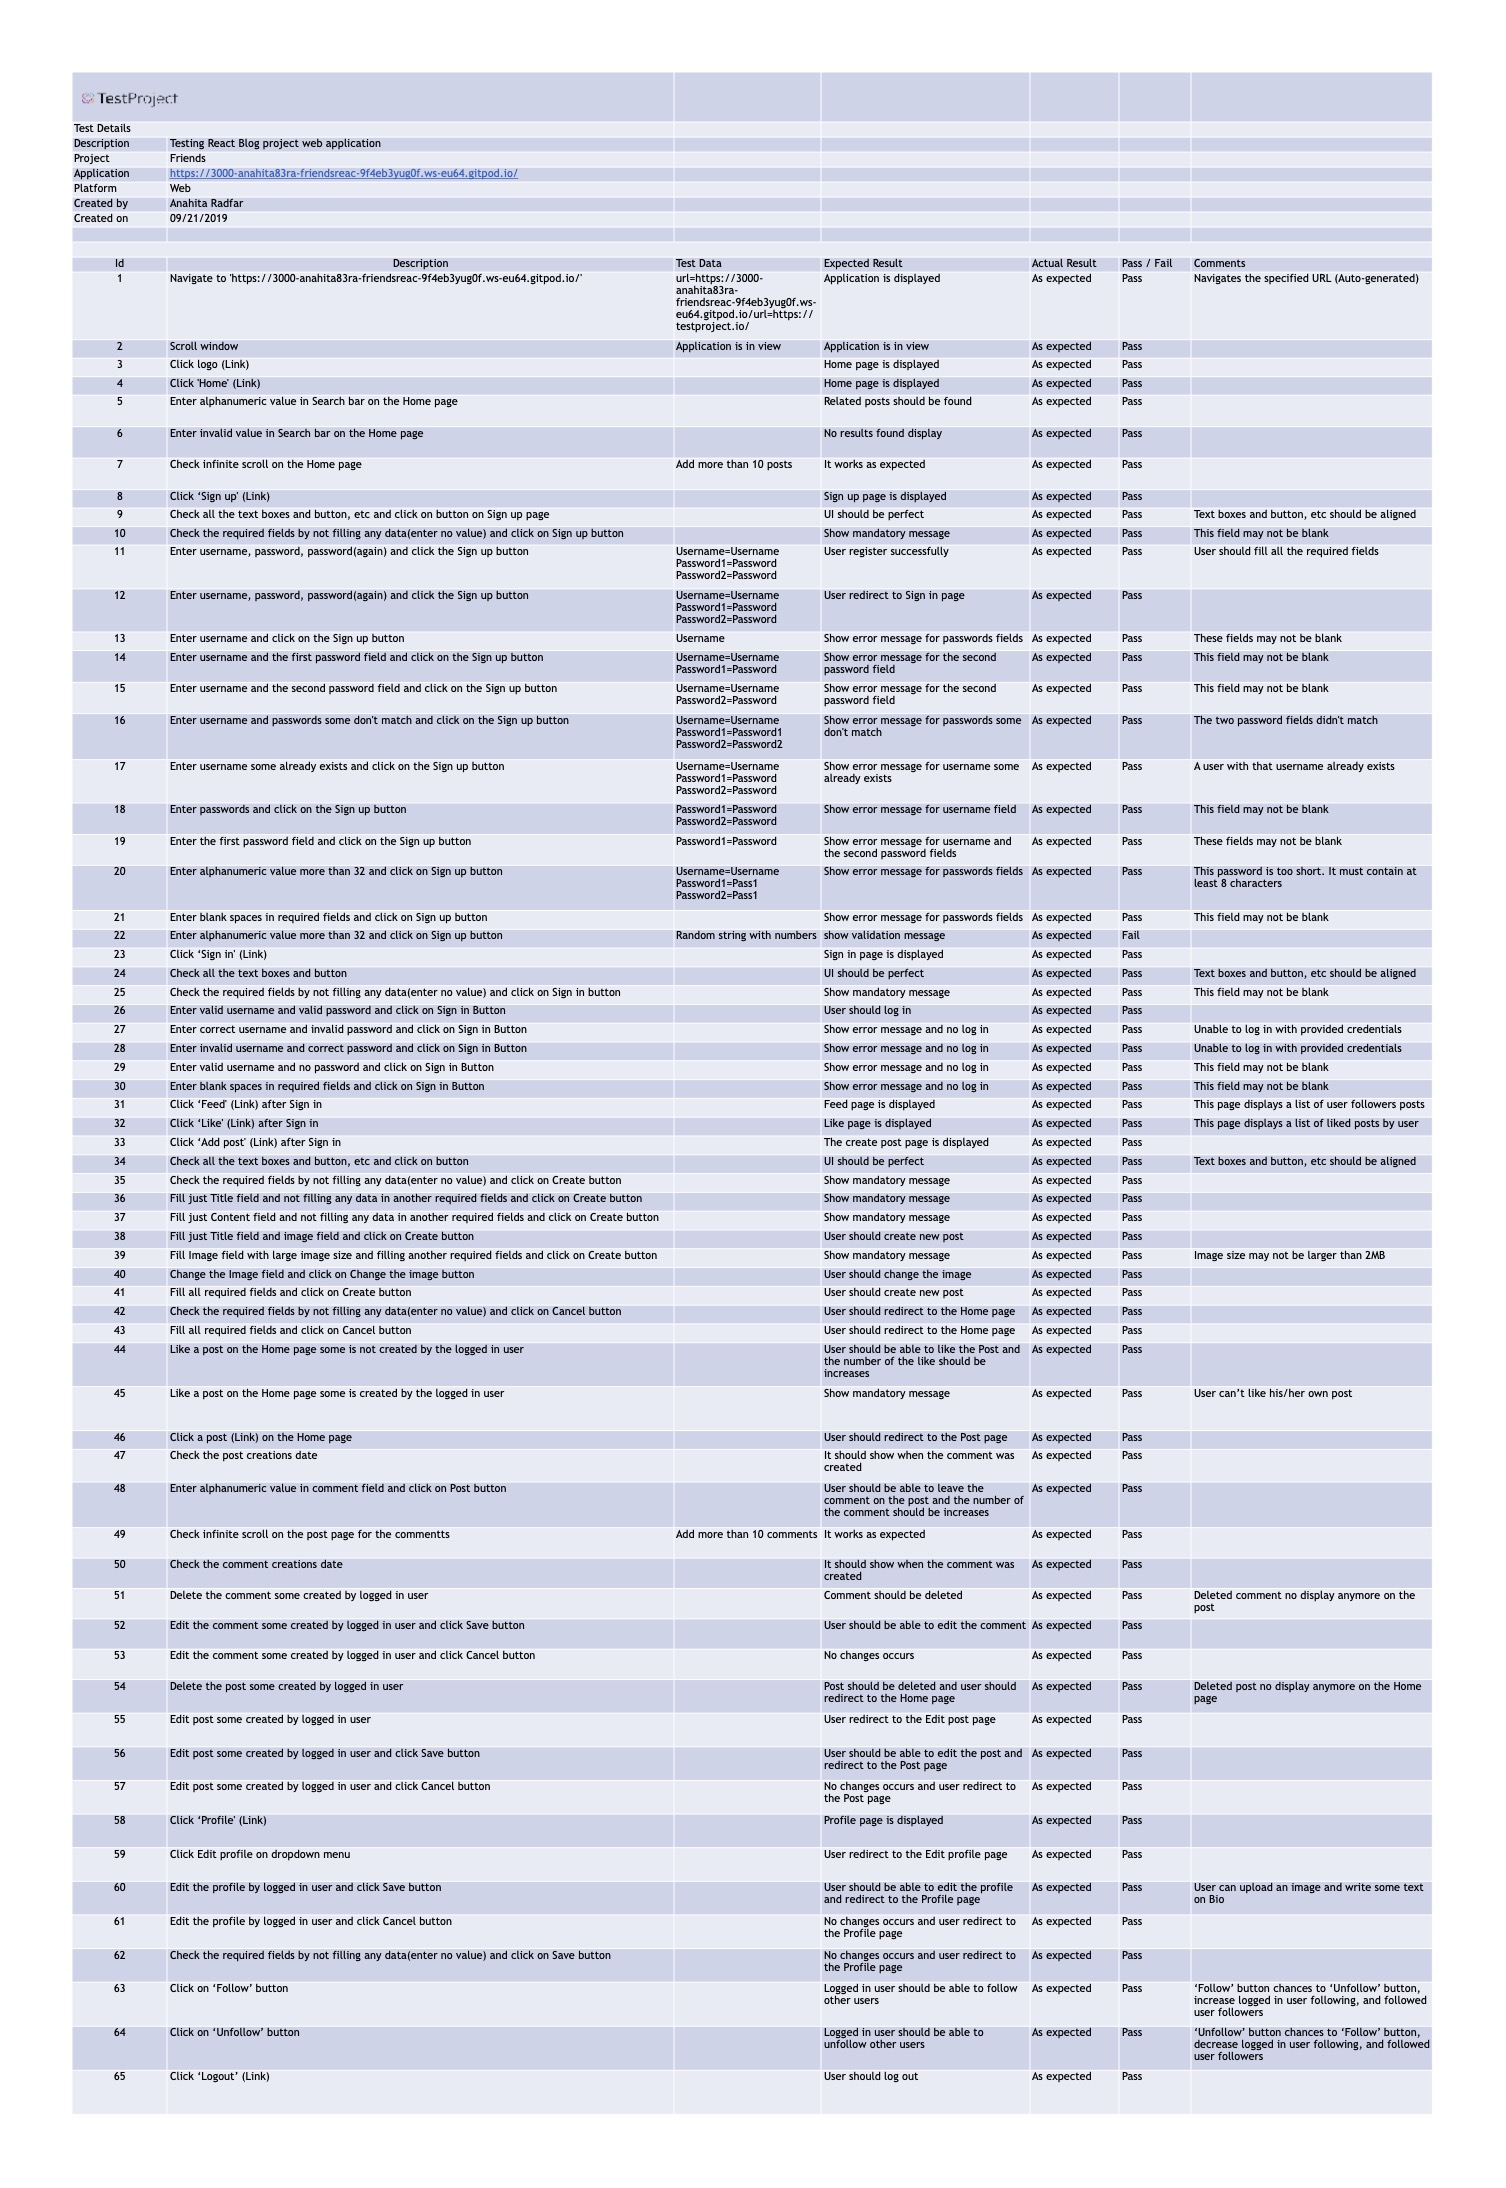 TestProject
Test Details
Description Testing React Blog project web application
Project Friends
Application https://3000-anahita83ra-friendsreac-9f4eb3yug0f.ws-eu64.gitpod.io/
Platform Web
Created by Anahita Radfar
Created on 09/21/2019
Id Description Test Data Expected Result Actual Result Pass / Fail Comments
1 Navigate to 'https://3000-anahita83ra-friendsreac-9f4eb3yug0f.ws-eu64.gitpod.io/' url=https://3000- Application is displayed As expected Pass Navigates the specified URL (Auto-generated)
anahita83ra-
friendsreac-9f4eb3yug0f.ws-
eu64.gitpod.io/url=https://
testproject.io/
2 Scroll window Application is in view Application is in view As expected Pass
3 Click logo (Link) Home page is displayed As expected Pass
4 Click 'Home' (Link) Home page is displayed As expected Pass
5 Enter alphanumeric value in Search bar on the Home page Related posts should be found As expected Pass
6 Enter invalid value in Search bar on the Home page No results found display As expected Pass
7 Check infinite scroll on the Home page Add more than 10 posts It works as expected As expected Pass
8 Click ‘Sign up' (Link) Sign up page is displayed As expected Pass
9 Check all the text boxes and button, etc and click on button on Sign up page UI should be perfect As expected Pass Text boxes and button, etc should be aligned
10 Check the required fields by not filling any data(enter no value) and click on Sign up button Show mandatory message As expected Pass This field may not be blank
11 Enter username, password, password(again) and click the Sign up button Username=Username User register successfully As expected Pass User should fill all the required fields
Password1=Password
Password2=Password
12 Enter username, password, password(again) and click the Sign up button Username=Username User redirect to Sign in page As expected Pass
Password1=Password
Password2=Password
13 Enter username and click on the Sign up button Username Show error message for passwords fields As expected Pass These fields may not be blank
14 Enter username and the first password field and click on the Sign up button Username=Username Show error message for the second As expected Pass This field may not be blank
Password1=Password password field
15 Enter username and the second password field and click on the Sign up button Username=Username Show error message for the second As expected Pass This field may not be blank
Password2=Password password field
16 Enter username and passwords some don't match and click on the Sign up button Username=Username Show error message for passwords some As expected Pass The two password fields didn't match
Password1=Password1 don't match
Password2=Password2
17 Enter username some already exists and click on the Sign up button Username=Username Show error message for username some As expected Pass A user with that username already exists
Password1=Password already exists
Password2=Password
18 Enter passwords and click on the Sign up button Password1=Password Show error message for username field As expected Pass This field may not be blank
Password2=Password
19 Enter the first password field and click on the Sign up button Password1=Password Show error message for username and As expected Pass These fields may not be blank
the second password fields
20 Enter alphanumeric value more than 32 and click on Sign up button Username=Username Show error message for passwords fields As expected Pass This password is too short. It must contain at
Password1=Pass1 least 8 characters
Password2=Pass1
21 Enter blank spaces in required fields and click on Sign up button Show error message for passwords fields As expected Pass This field may not be blank
22 Enter alphanumeric value more than 32 and click on Sign up button Random string with numbers show validation message As expected Fail
23 Click ‘Sign in' (Link) Sign in page is displayed As expected Pass
24 Check all the text boxes and button UI should be perfect As expected Pass Text boxes and button, etc should be aligned
25 Check the required fields by not filling any data(enter no value) and click on Sign in button Show mandatory message As expected Pass This field may not be blank
26 Enter valid username and valid password and click on Sign in Button User should log in As expected Pass
27 Enter correct username and invalid password and click on Sign in Button Show error message and no log in As expected Pass Unable to log in with provided credentials
28 Enter invalid username and correct password and click on Sign in Button Show error message and no log in As expected Pass Unable to log in with provided credentials
29 Enter valid username and no password and click on Sign in Button Show error message and no log in As expected Pass This field may not be blank
30 Enter blank spaces in required fields and click on Sign in Button Show error message and no log in As expected Pass This field may not be blank
31 Click ‘Feed' (Link) after Sign in Feed page is displayed As expected Pass This page displays a list of user followers posts
32 Click ‘Like' (Link) after Sign in Like page is displayed As expected Pass This page displays a list of liked posts by user
33 Click ‘Add post' (Link) after Sign in The create post page is displayed As expected Pass
34 Check all the text boxes and button, etc and click on button UI should be perfect As expected Pass Text boxes and button, etc should be aligned
35 Check the required fields by not filling any data(enter no value) and click on Create button Show mandatory message As expected Pass
36 Fill just Title field and not filling any data in another required fields and click on Create button Show mandatory message As expected Pass
37 Fill just Content field and not filling any data in another required fields and click on Create button Show mandatory message As expected Pass
38 Fill just Title field and image field and click on Create button User should create new post As expected Pass
39 Fill Image field with large image size and filling another required fields and click on Create button Show mandatory message As expected Pass Image size may not be larger than 2MB
40 Change the Image field and click on Change the image button User should change the image As expected Pass
41 Fill all required fields and click on Create button User should create new post As expected Pass
42 Check the required fields by not filling any data(enter no value) and click on Cancel button User should redirect to the Home page As expected Pass
43 Fill all required fields and click on Cancel button User should redirect to the Home page As expected Pass
44 Like a post on the Home page some is not created by the logged in user User should be able to like the Post and As expected Pass
the number of the like should be
increases
45 Like a post on the Home page some is created by the logged in user Show mandatory message As expected Pass User can’t like his/her own post
46 Click a post (Link) on the Home page User should redirect to the Post page As expected Pass
47 Check the post creations date It should show when the comment was As expected Pass
created
48 Enter alphanumeric value in comment field and click on Post button User should be able to leave the As expected Pass
comment on the post and the number of
the comment should be increases
49 Check infinite scroll on the post page for the commentts Add more than 10 comments It works as expected As expected Pass
50 Check the comment creations date It should show when the comment was As expected Pass
created
51 Delete the comment some created by logged in user Comment should be deleted As expected Pass Deleted comment no display anymore on the
post
52 Edit the comment some created by logged in user and click Save button User should be able to edit the comment As expected Pass
53 Edit the comment some created by logged in user and click Cancel button No changes occurs As expected Pass
54 Delete the post some created by logged in user Post should be deleted and user should As expected Pass Deleted post no display anymore on the Home
redirect to the Home page page
55 Edit post some created by logged in user User redirect to the Edit post page As expected Pass
56 Edit post some created by logged in user and click Save button User should be able to edit the post and As expected Pass
redirect to the Post page
57 Edit post some created by logged in user and click Cancel button No changes occurs and user redirect to As expected Pass
the Post page
58 Click ‘Profile' (Link) Profile page is displayed As expected Pass
59 Click Edit profile on dropdown menu User redirect to the Edit profile page As expected Pass
60 Edit the profile by logged in user and click Save button User should be able to edit the profile As expected Pass User can upload an image and write some text
and redirect to the Profile page on Bio
61 Edit the profile by logged in user and click Cancel button No changes occurs and user redirect to As expected Pass
the Profile page
62 Check the required fields by not filling any data(enter no value) and click on Save button No changes occurs and user redirect to As expected Pass
the Profile page
63 Click on ‘Follow’ button Logged in user should be able to follow As expected Pass ‘Follow’ button chances to ‘Unfollow’ button,
other users increase logged in user following, and followed
user followers
64 Click on ‘Unfollow’ button Logged in user should be able to As expected Pass ‘Unfollow’ button chances to ‘Follow’ button,
unfollow other users decrease logged in user following, and followed
user followers
65 Click ‘Logout’ (Link) User should log out As expected Pass